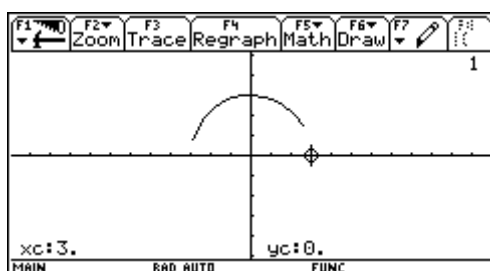 F1 F2 F3 F4 F5 F6 F7
Zoom Trace Regraph Math Draw
1
xc:3. yc:0.
MAIN RAD AUTO FUNC